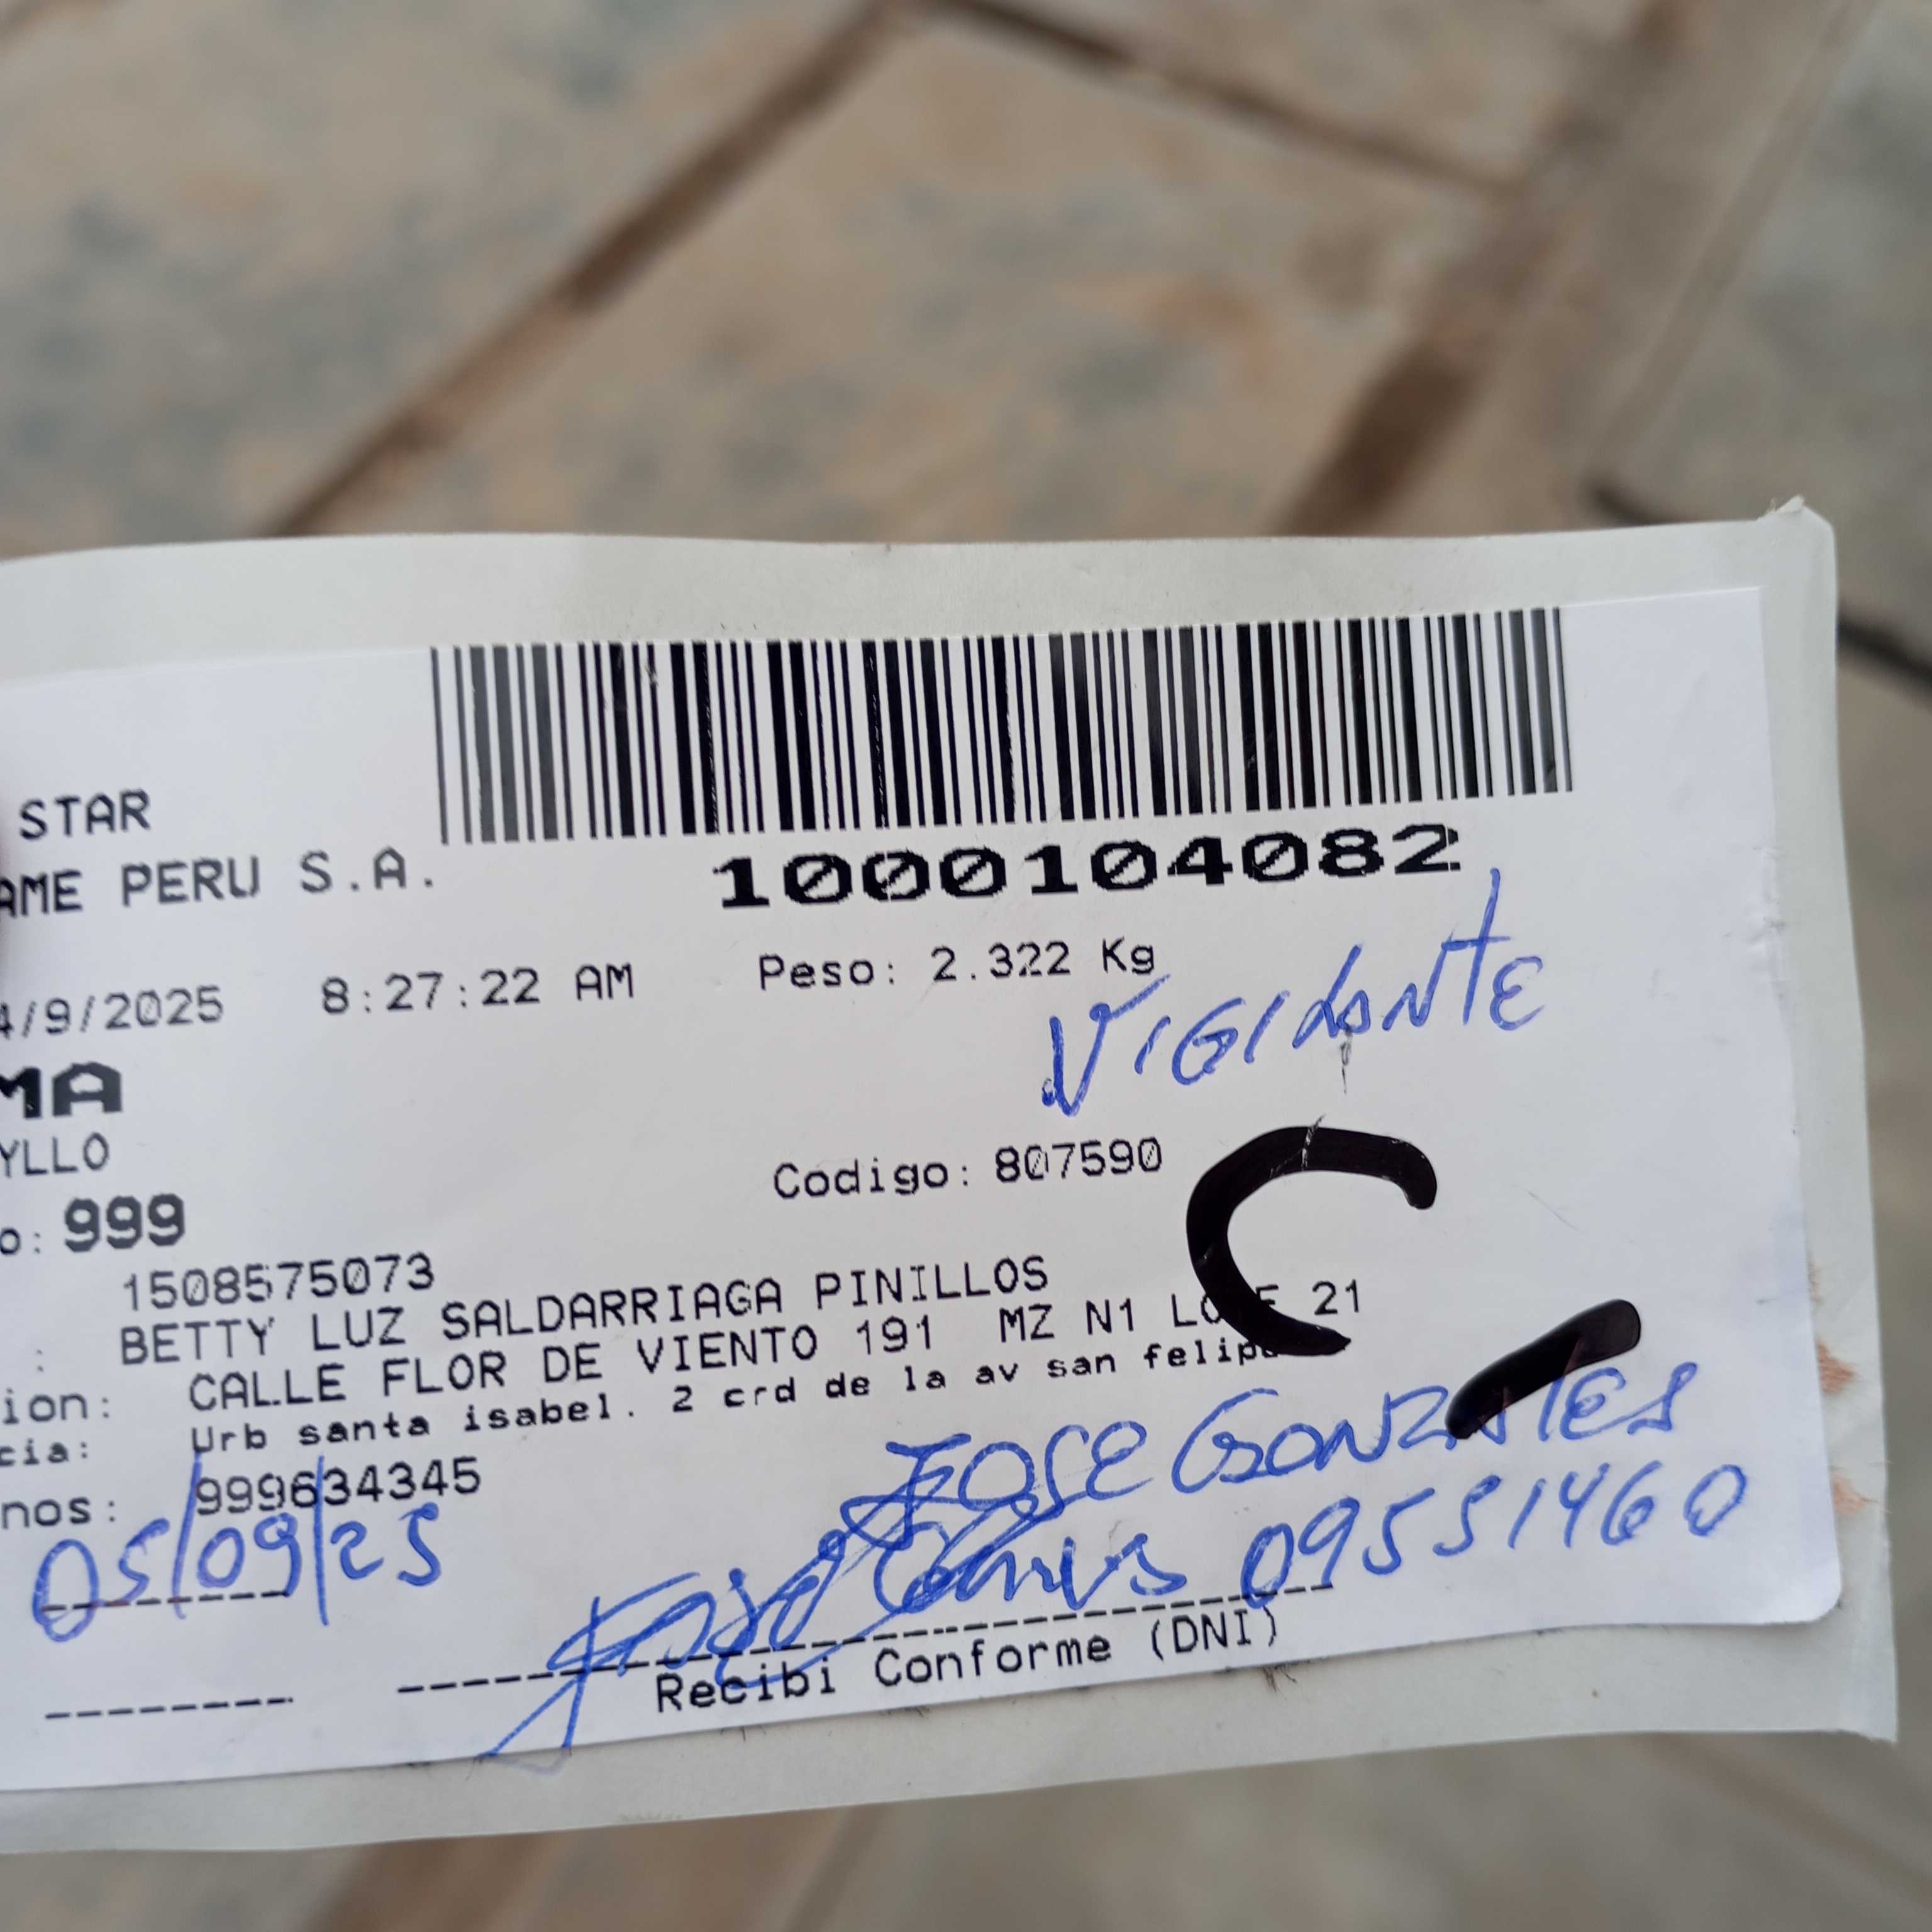 STAR
AME PERU S.A.
1000104082
4/9/2025 8:27:22 AM Peso: 2.322 Kg
VIGILANTE
MA
YLLO
Codigo: 807590
o: 999
C
1508575073
: BETTY LUZ SALDARRIAGA PINILLOS
ion: CALLE FLOR DE VIENTO 191 MZ N1 LOTE 21
cia: Urb santa isabel. 2 crd de la av san felipe
nos: 999634345
JOSE GONZALES
05/09/25
09551460
Recibi Conforme (DNI)